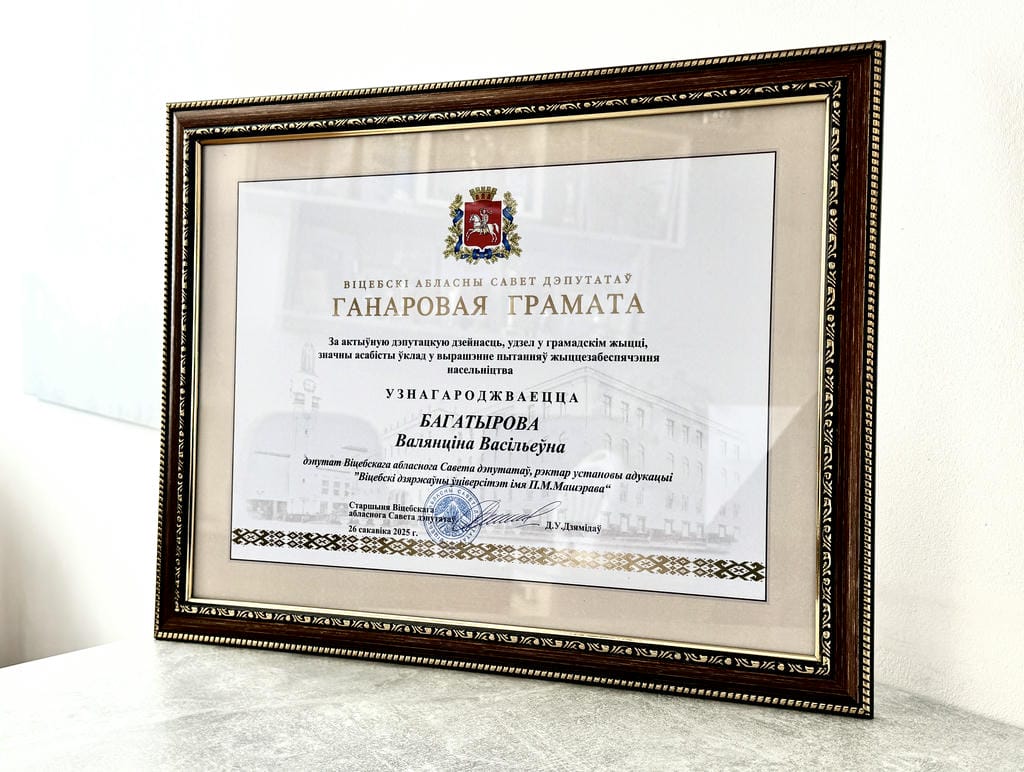 ВІЦЕБСКІ АБЛАСНЫ САВЕТ ДЭПУТАТАЎ
ГАНАРОВАЯ ГРАМАТА
За актыўную дэпутацкую дзейнасць, удзел у грамадскім жыцці,
значны асабісты ўклад у вырашэнне пытанняў жыццезабеспячэння
насельніцтва
УЗНАГАРОДЖВАЕЦЦА
БАГАТЫРОВА
Валянціна Васільеўна
дэпутат Віцебскага абласнога Савета дэпутатаў, рэктар установы адукацыі
"Віцебскі дзяржаўны ўніверсітэт імя П.М.Машэрава"
Старшыня Віцебскага
абласнога Савета дэпутатаў
Д.У.Дзямідаў
26 сакавіка 2025 г.